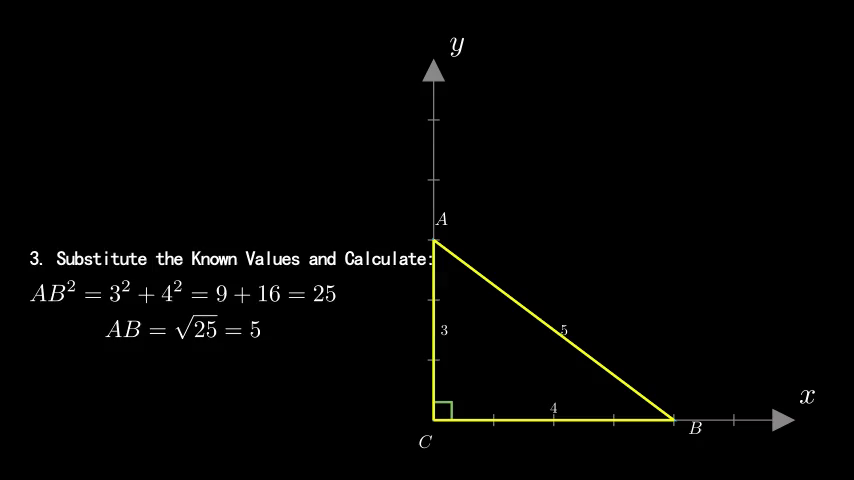 y
A
3. Substitute the Known Values and Calculate:
AB² = 3² + 4² = 9 + 16 = 25
AB = √25 = 5
3
5
4
x
B
C